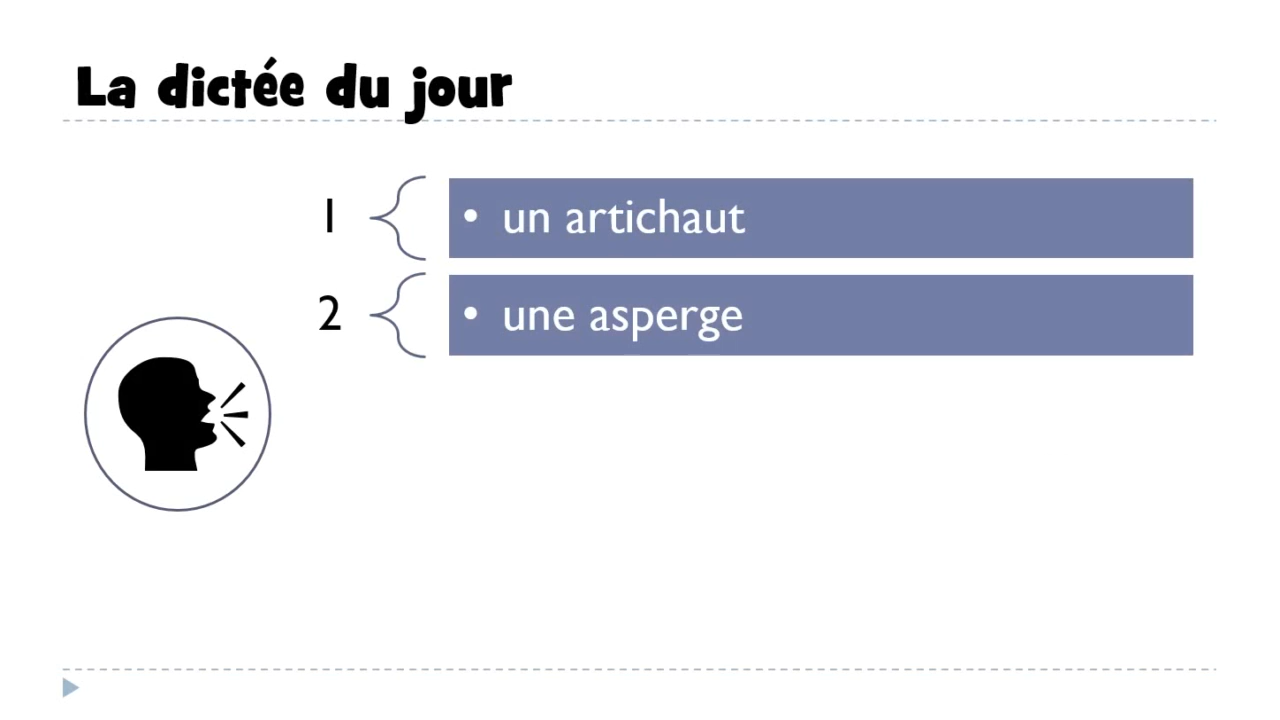 La dictée du jour
1
• un artichaut
2
• une asperge